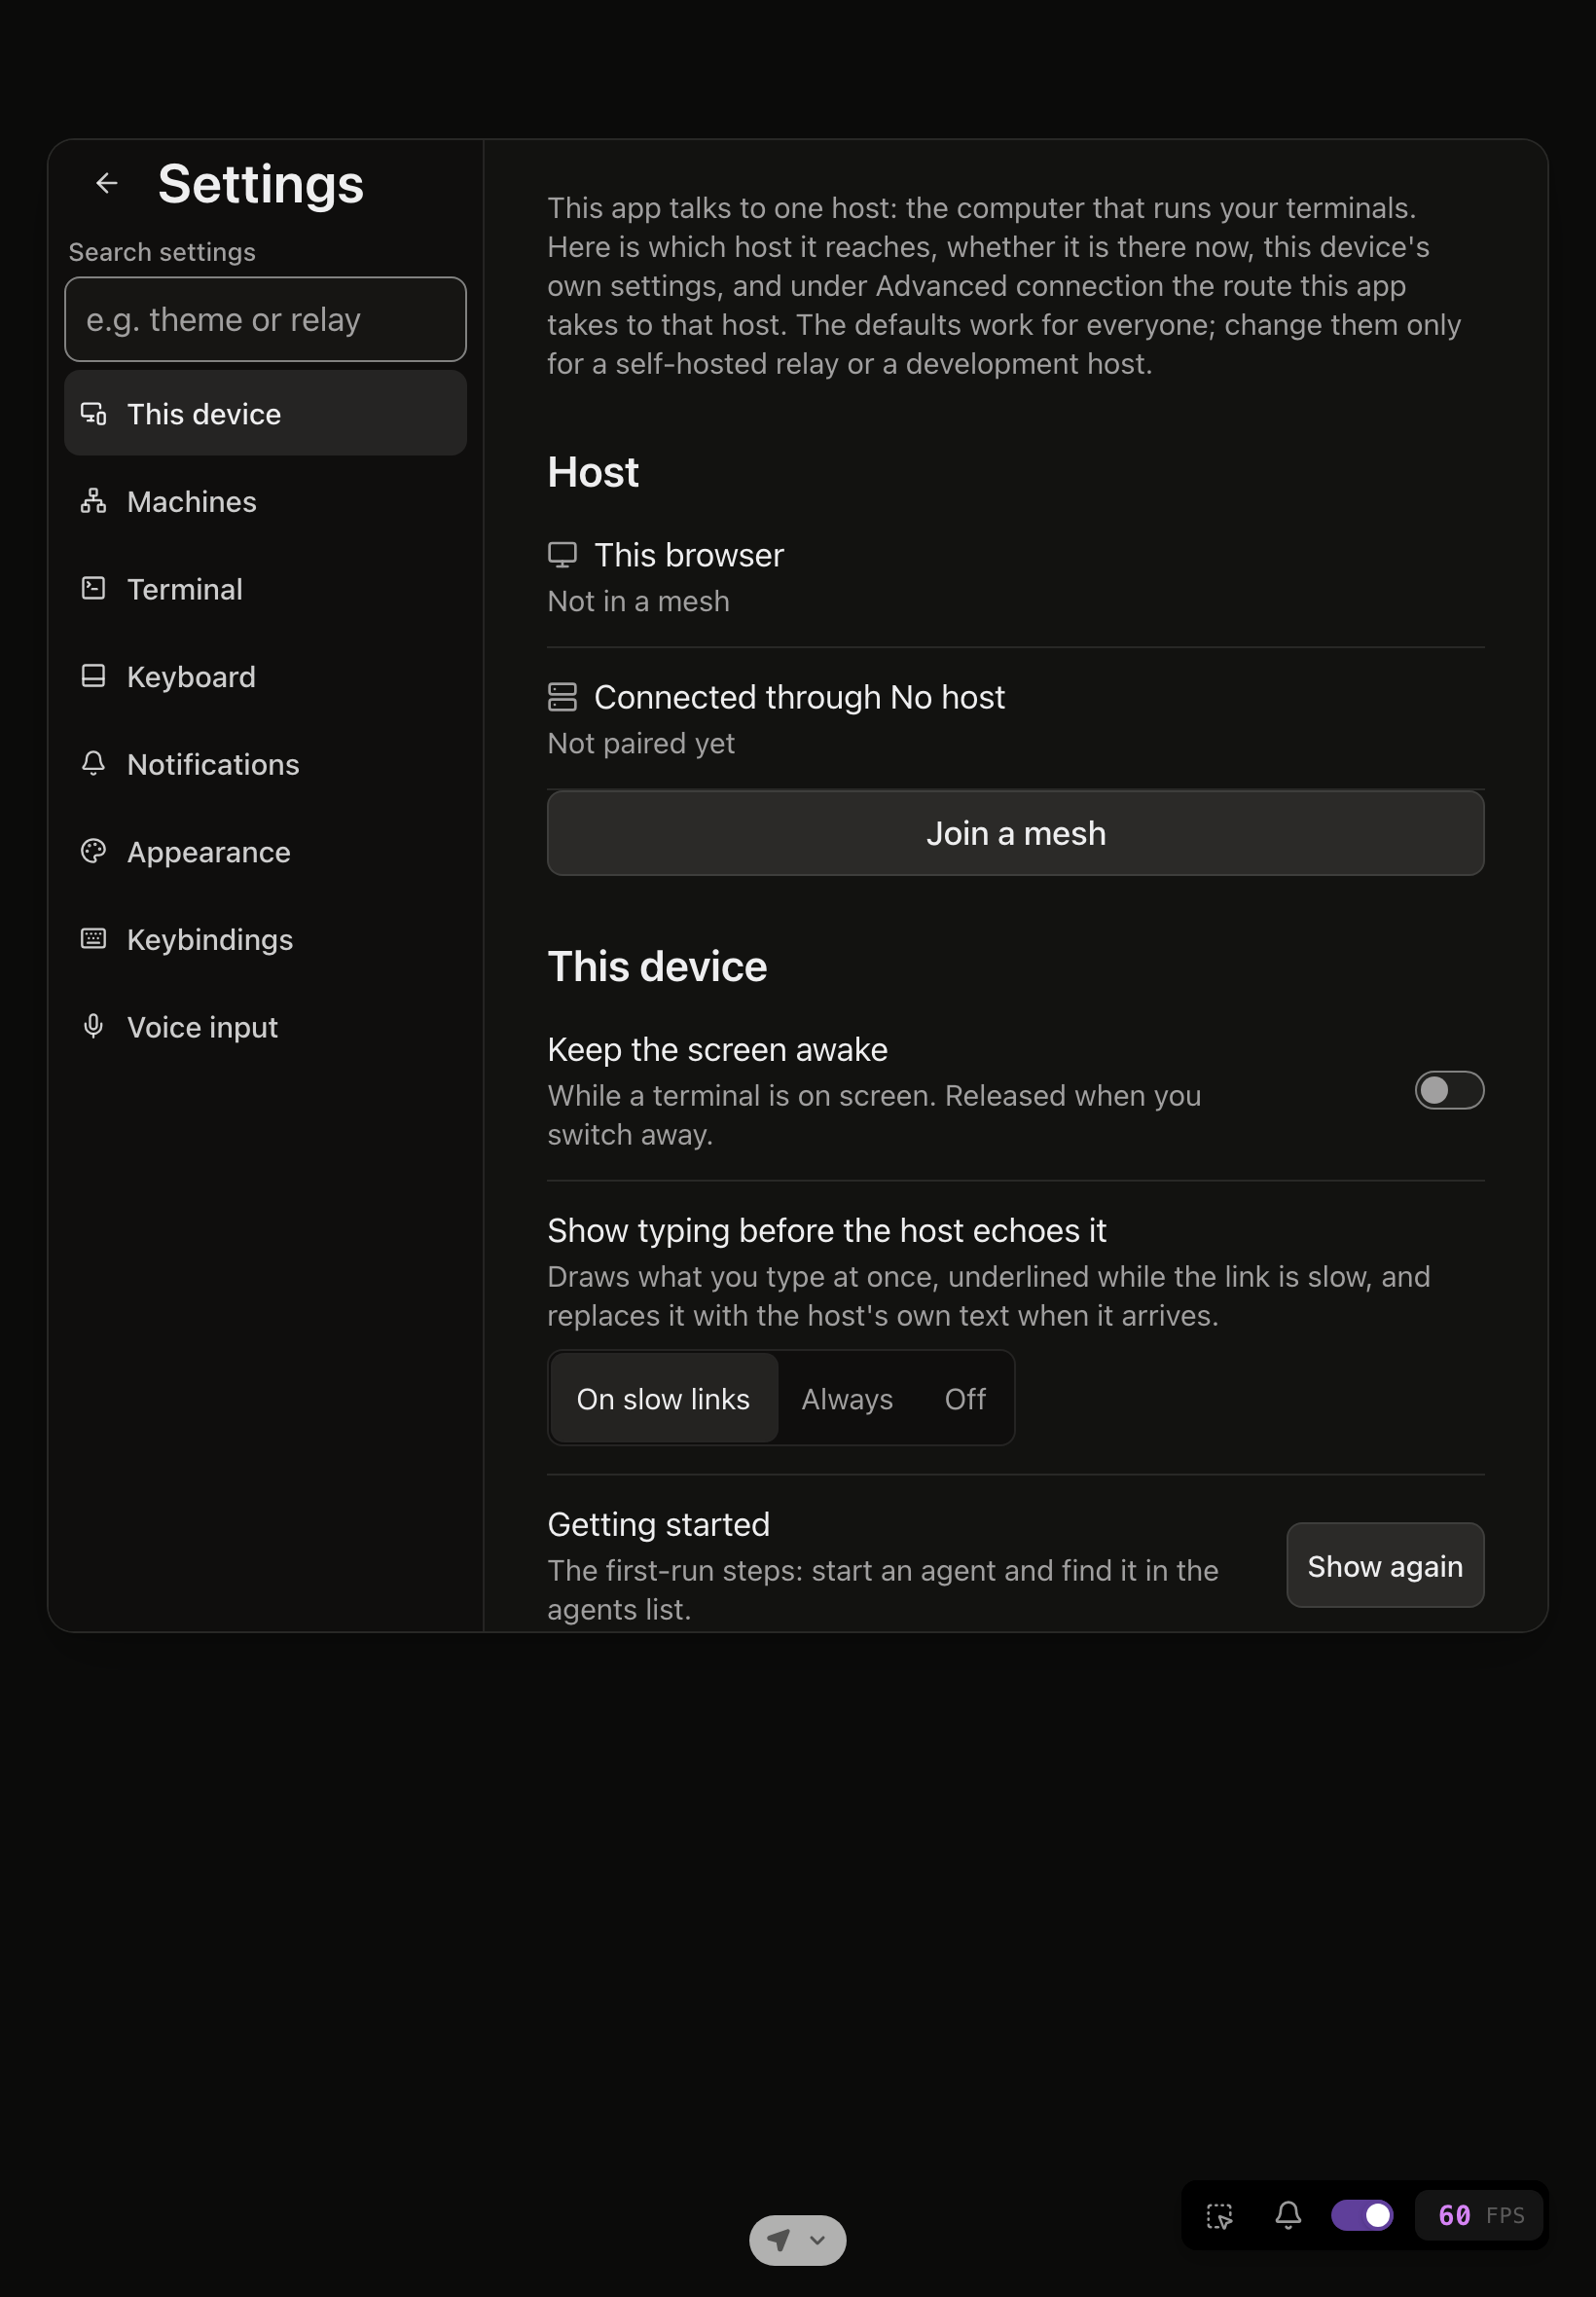 Settings
Search settings
e.g. theme or relay
This device
Machines
Terminal
Keyboard
Notifications
Appearance
Keybindings
Voice input
This app talks to one host: the computer that runs your terminals.
Here is which host it reaches, whether it is there now, this device's
own settings, and under Advanced connection the route this app
takes to that host. The defaults work for everyone; change them only
for a self-hosted relay or a development host.
Host
This browser
Not in a mesh
Connected through No host
Not paired yet
Join a mesh
This device
Keep the screen awake
While a terminal is on screen. Released when you
switch away.
Show typing before the host echoes it
Draws what you type at once, underlined while the link is slow, and
replaces it with the host's own text when it arrives.
On slow links Always Off
Getting started
The first-run steps: start an agent and find it in the
agents list.
Show again
60 FPS